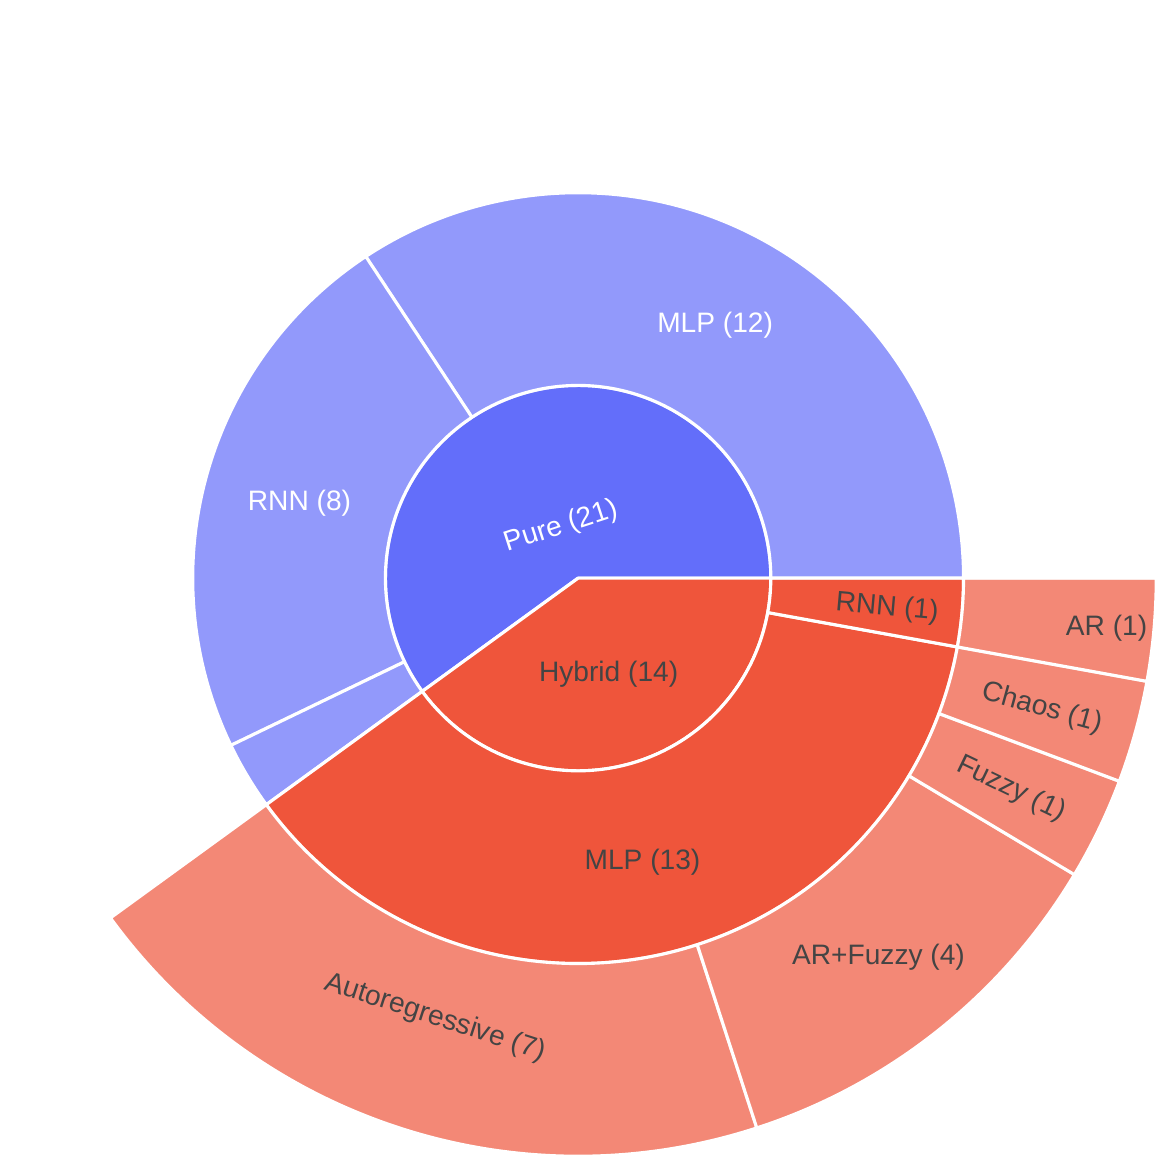 MLP (12)
RNN (8)
Pure (21)
RNN (1)
AR (1)
Hybrid (14)
Chaos (1)
Fuzzy (1)
MLP (13)
AR+Fuzzy (4)
Autoregressive (7)